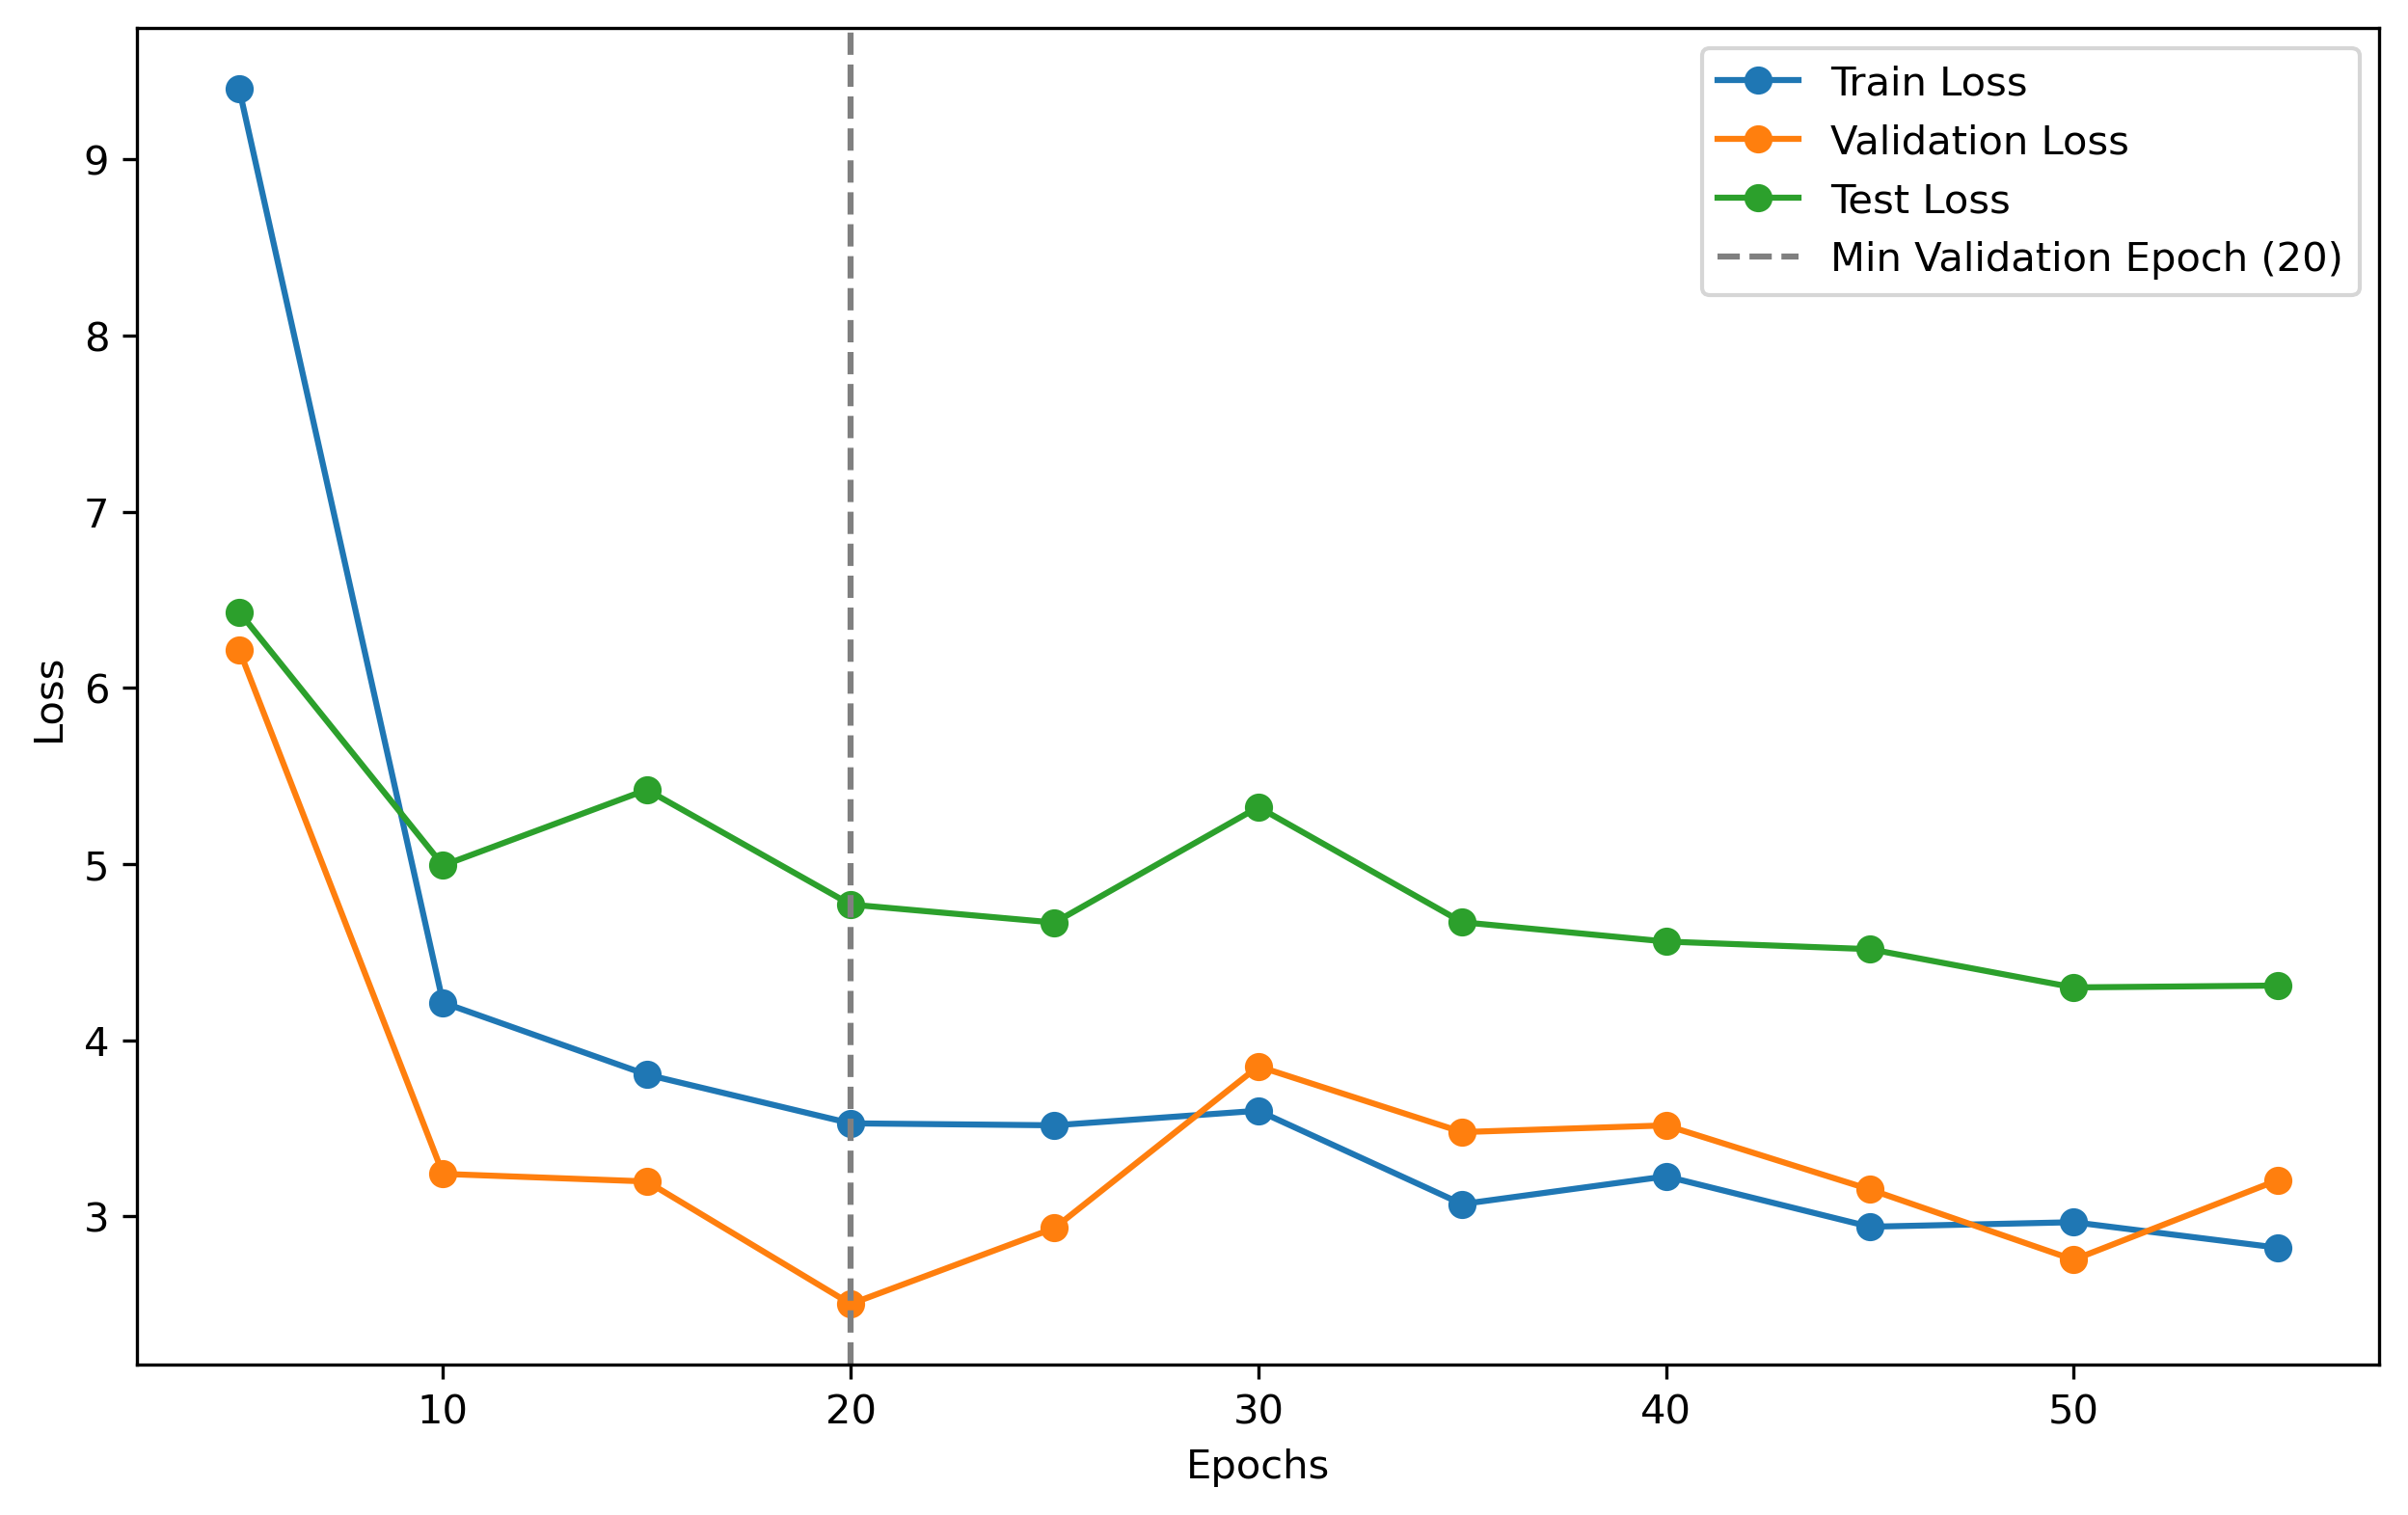 Train Loss
Validation Loss
Test Loss
Min Validation Epoch (20)
9
8
7
6
5
4
3
Loss
10 20 30 40 50
Epochs